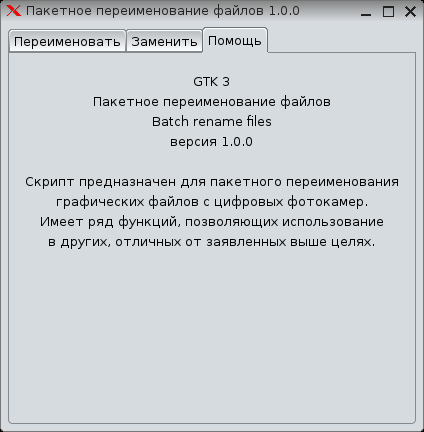 Пакетное переименование файлов 1.0.0
Переименовать Заменить Помощь
GTK 3
Пакетное переименование файлов
Batch rename files
версия 1.0.0
Скрипт предназначен для пакетного переименования
графических файлов с цифровых фотокамер.
Имеет ряд функций, позволяющих использование
в других, отличных от заявленных выше целях.